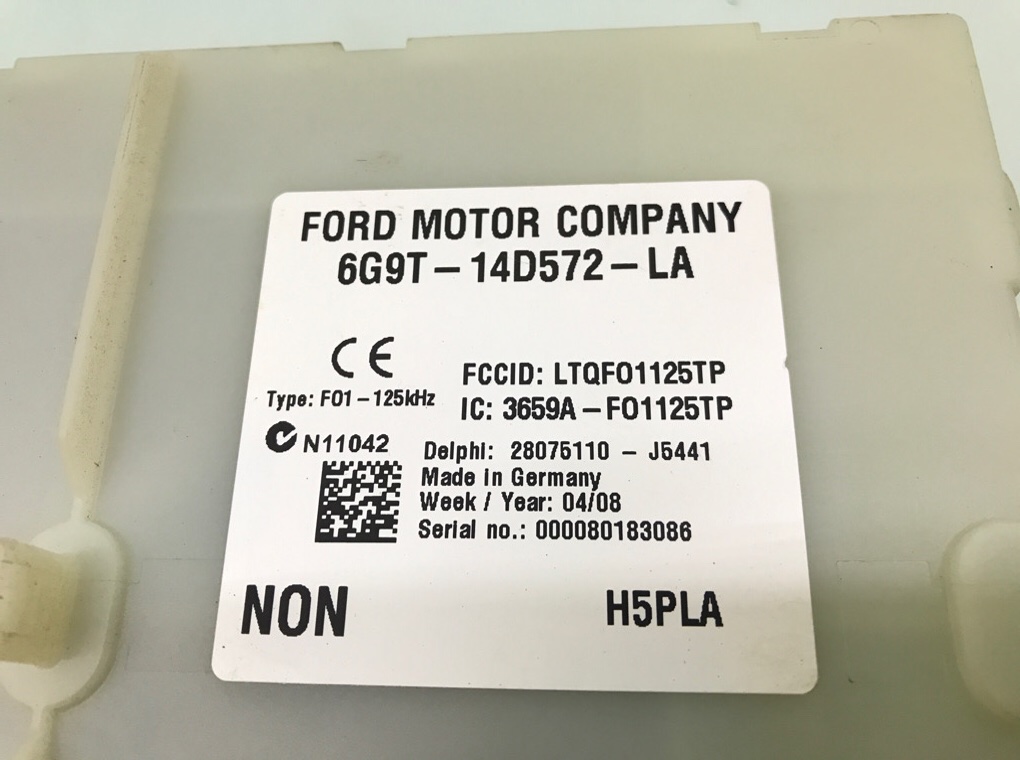 FORD MOTOR COMPANY
6G9T-14D572-LA
CE
Type: F01-125kHz
FCCID: LTQFO1125TP
IC: 3659A-FO1125TP
N11042
Delphi: 28075110 - J5441
Made in Germany
Week / Year: 04/08
Serial no.: 000080183086
NON
H5PLA